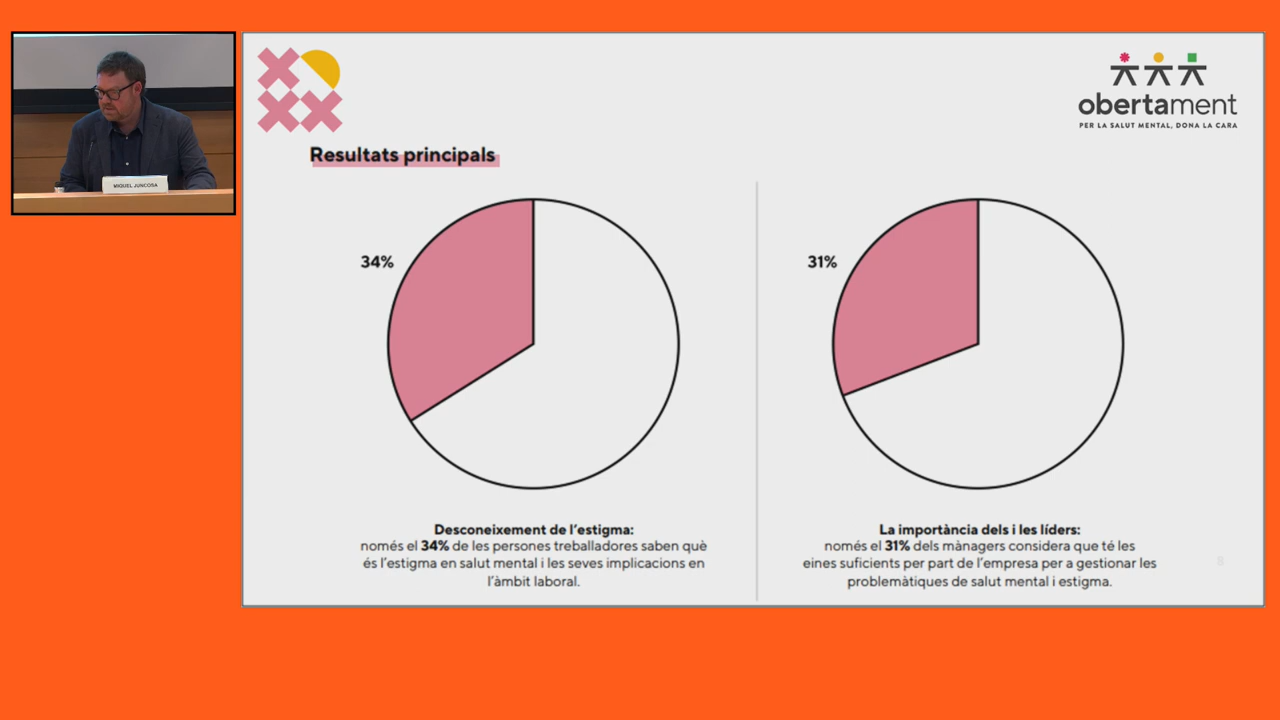 MIQUEL JUNCOSA
obertament
PER LA SALUT MENTAL, DONA LA CARA
Resultats principals
34%
Desconeixement de l'estigma:
només el 34% de les persones treballadores saben què
és l'estigma en salut mental i les seves implicacions en
l'àmbit laboral.
31%
La importància dels i les líders:
només el 31% dels mànagers considera que té les
eines suficients per part de l'empresa per a gestionar les
problemàtiques de salut mental i estigma.
8